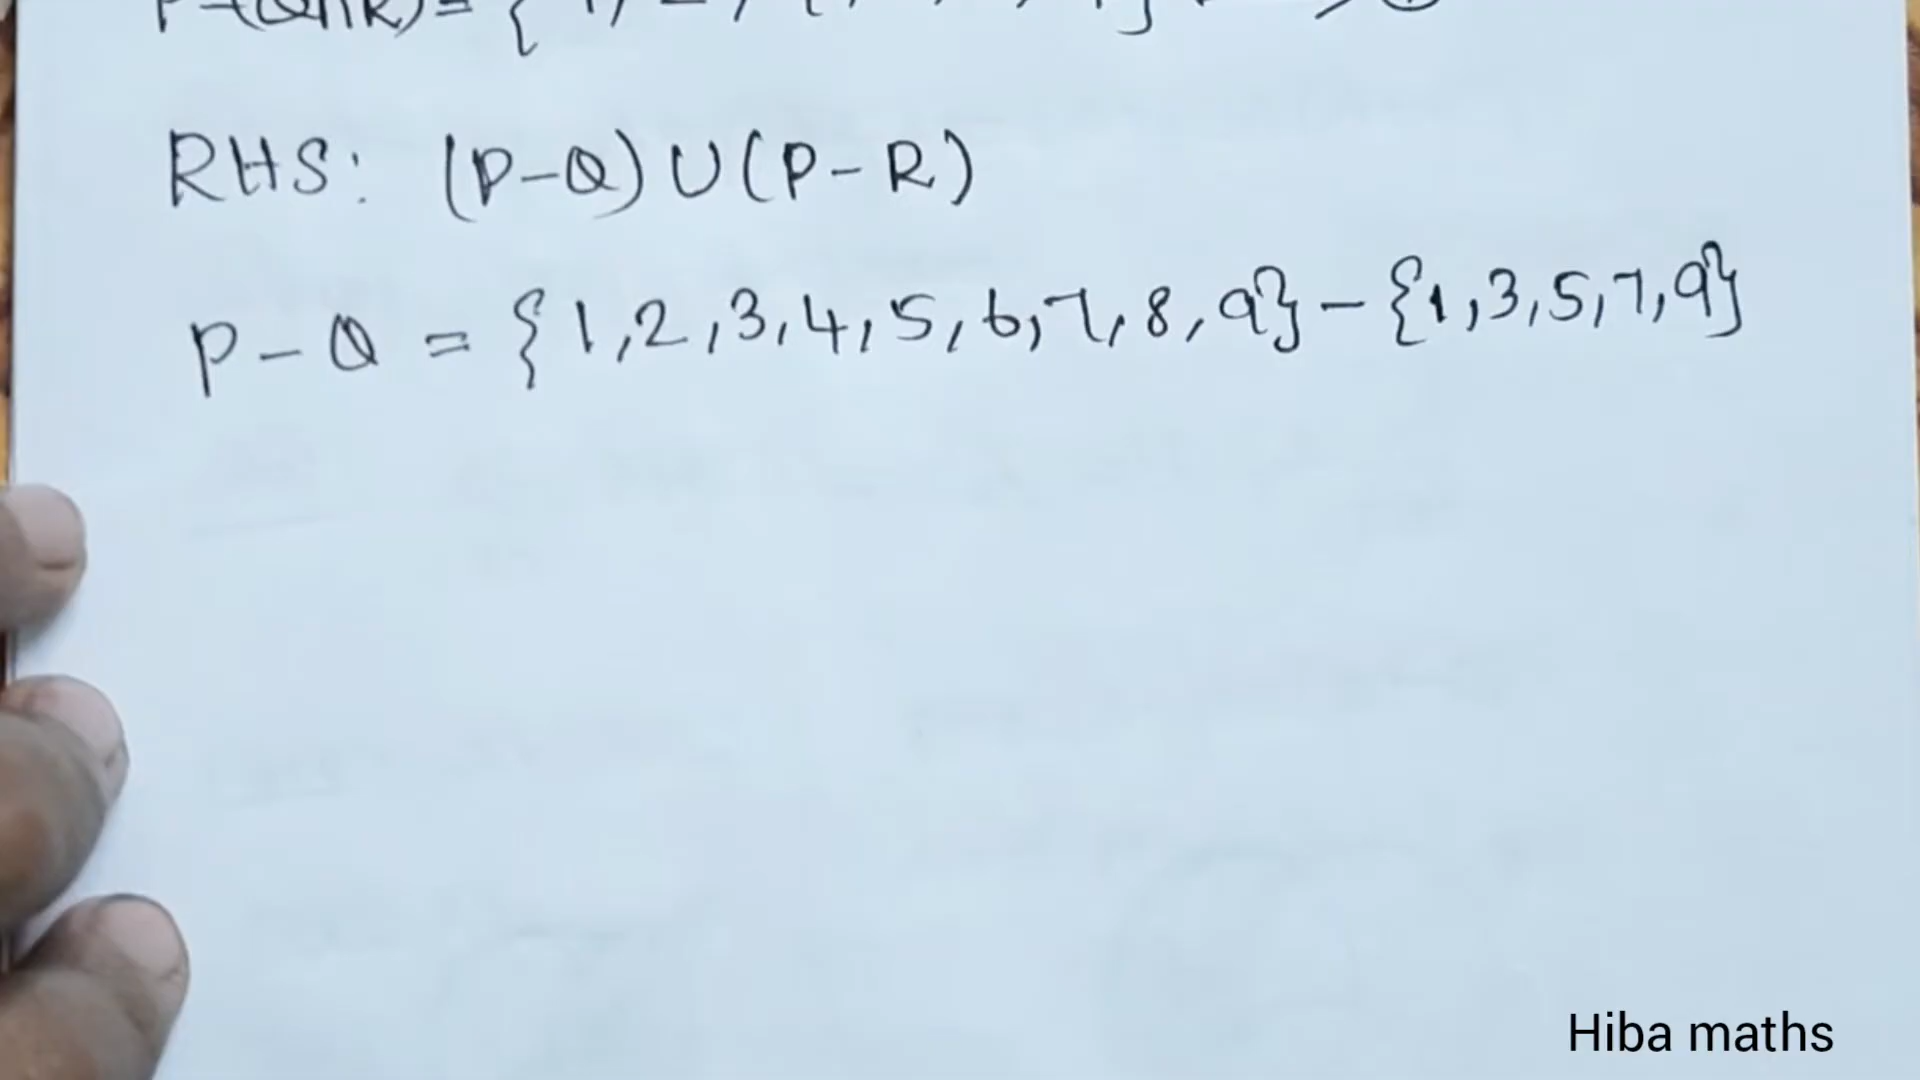 P-(Q∩R)= {
RHS: (P-Q) U (P-R)
P-Q = {1,2,3,4,5,6,7,8,9} - {1,3,5,7,9}
Hiba maths